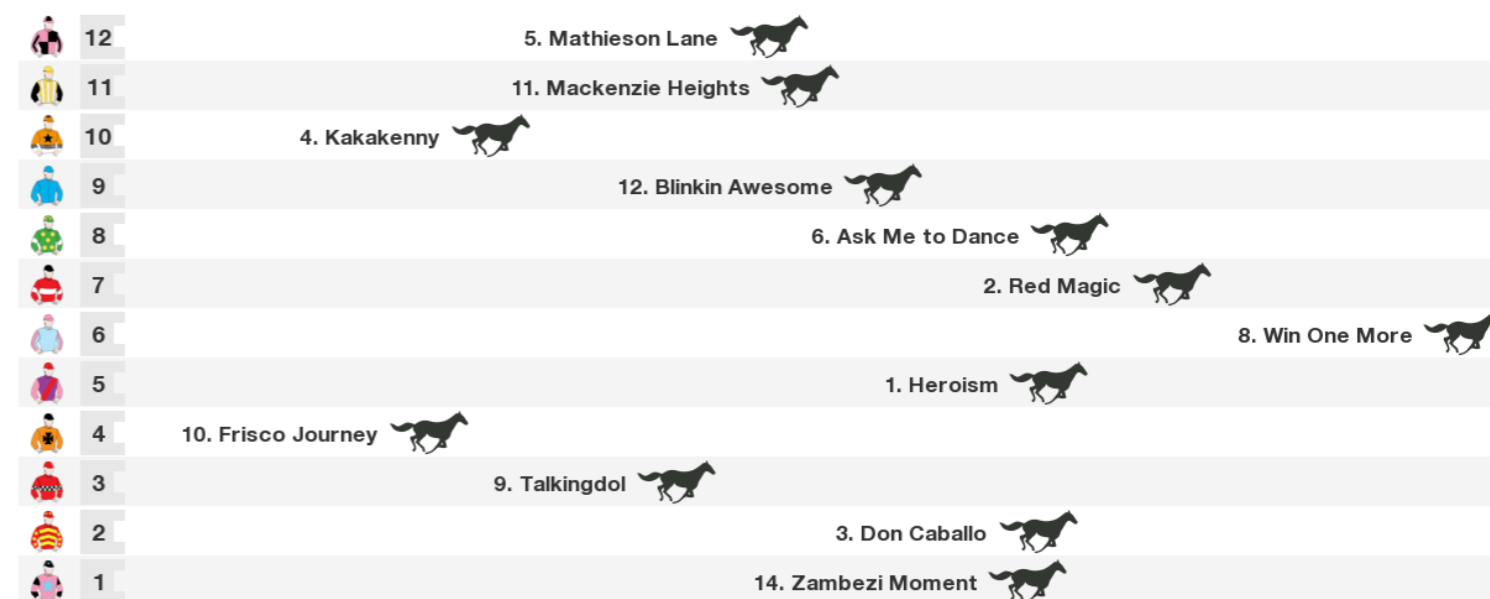 12 5. Mathieson Lane
11 11. Mackenzie Heights
10 4. Kakakenny
9 12. Blinkin Awesome
8 6. Ask Me to Dance
7 2. Red Magic
6 8. Win One More
5 1. Heroism
4 10. Frisco Journey
3 9. Talkingdol
2 3. Don Caballo
1 14. Zambezi Moment